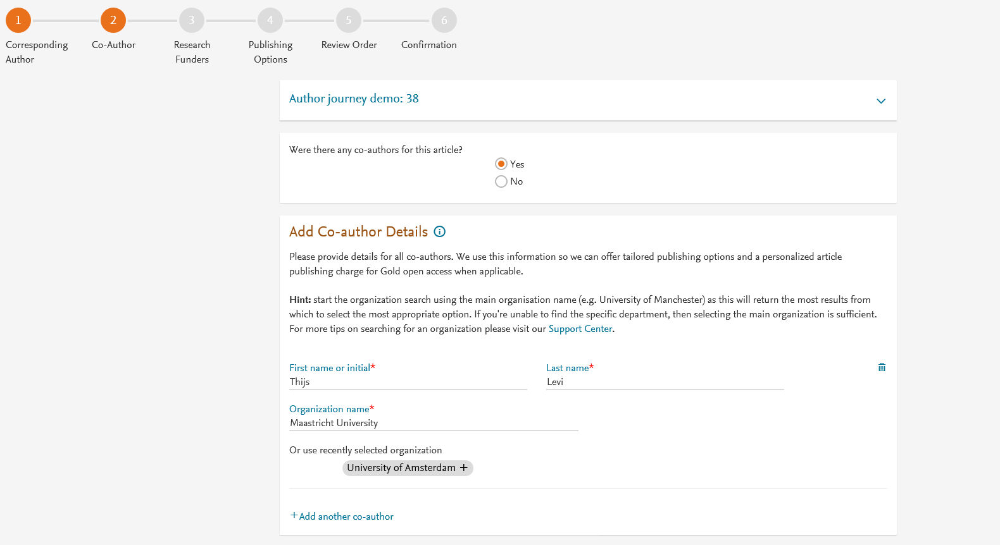 1
2
3
4
5
6
Corresponding
Author
Co-Author
Research
Funders
Publishing
Options
Review Order
Confirmation
Author journey demo: 38
Were there any co-authors for this article?
Yes
No
Add Co-author Details
Please provide details for all co-authors. We use this information so we can offer tailored publishing options and a personalized article
publishing charge for Gold open access when applicable.
Hint: start the organization search using the main organisation name (e.g. University of Manchester) as this will return the most results from
which to select the most appropriate option. If you're unable to find the specific department, then selecting the main organization is sufficient.
For more tips on searching for an organization please visit our Support Center.
First name or initial*
Thijs
Last name*
Levi
Organization name*
Maastricht University
Or use recently selected organization
University of Amsterdam +
+Add another co-author